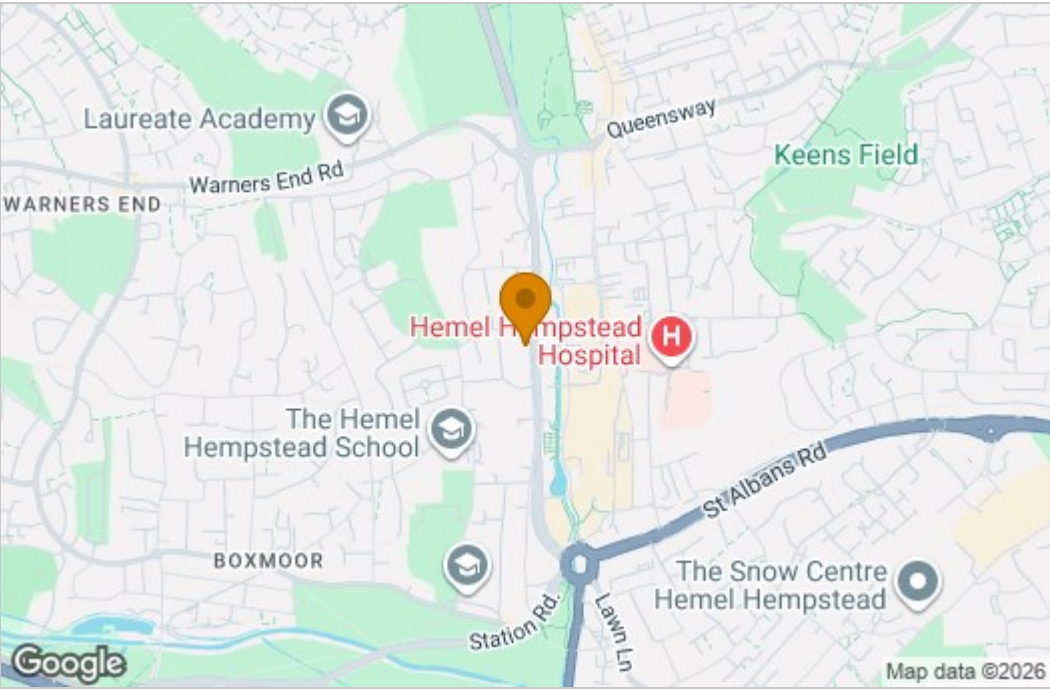 Laureate Academy
Queensway
Keens Field
Warners End Rd
WARNERS END
Hemel Hempstead
Hospital
H
The Hemel
Hempstead School
St Albans Rd
BOXMOOR
The Snow Centre
Hemel Hempstead
Station Rd.
Lawn Ln
Google
Map data ©2026